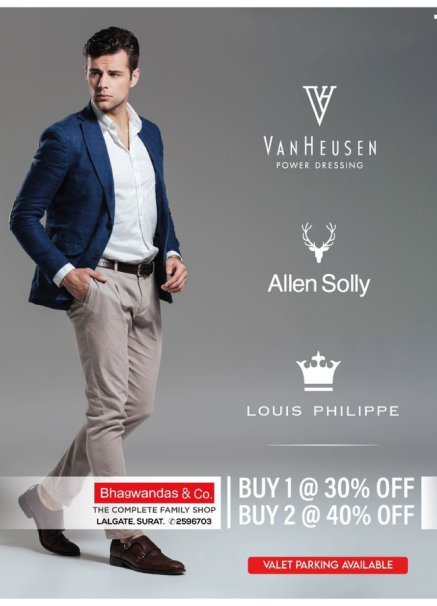 VH
VANHEUSEN
POWER DRESSING
Allen Solly
LOUIS PHILIPPE
Bhagwandas & Co.
THE COMPLETE FAMILY SHOP
LALGATE, SURAT. ✆2596703
BUY 1 @ 30% OFF
BUY 2 @ 40% OFF
VALET PARKING AVAILABLE